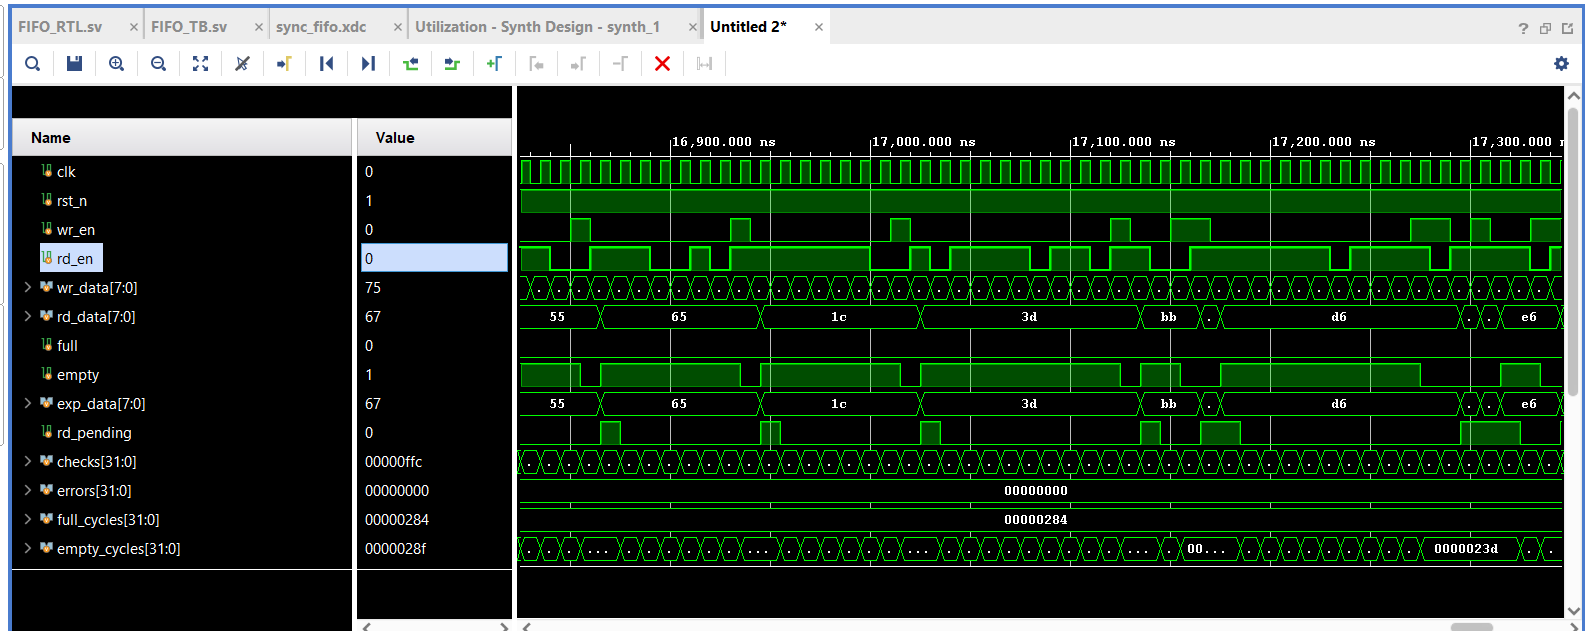 FIFO_RTL.sv × FIFO_TB.sv × sync_fifo.xdc × Utilization - Synth Design - synth_1 × Untitled 2* × ?
Name Value
16,900.000 ns 17,000.000 ns 17,100.000 ns 17,200.000 ns 17,300.000
clk 0
rst_n 1
wr_en 0
rd_en 0
wr_data[7:0] 75
rd_data[7:0] 67 55 65 1c 3d bb . d6 . . e6
full 0
empty 1
exp_data[7:0] 67 55 65 1c 3d bb . d6 . . e6
rd_pending 0
checks[31:0] 00000ffc
errors[31:0] 00000000 00000000
full_cycles[31:0] 00000284 00000284
empty_cycles[31:0] 0000028f ... ... ... ... 00... 0000023d